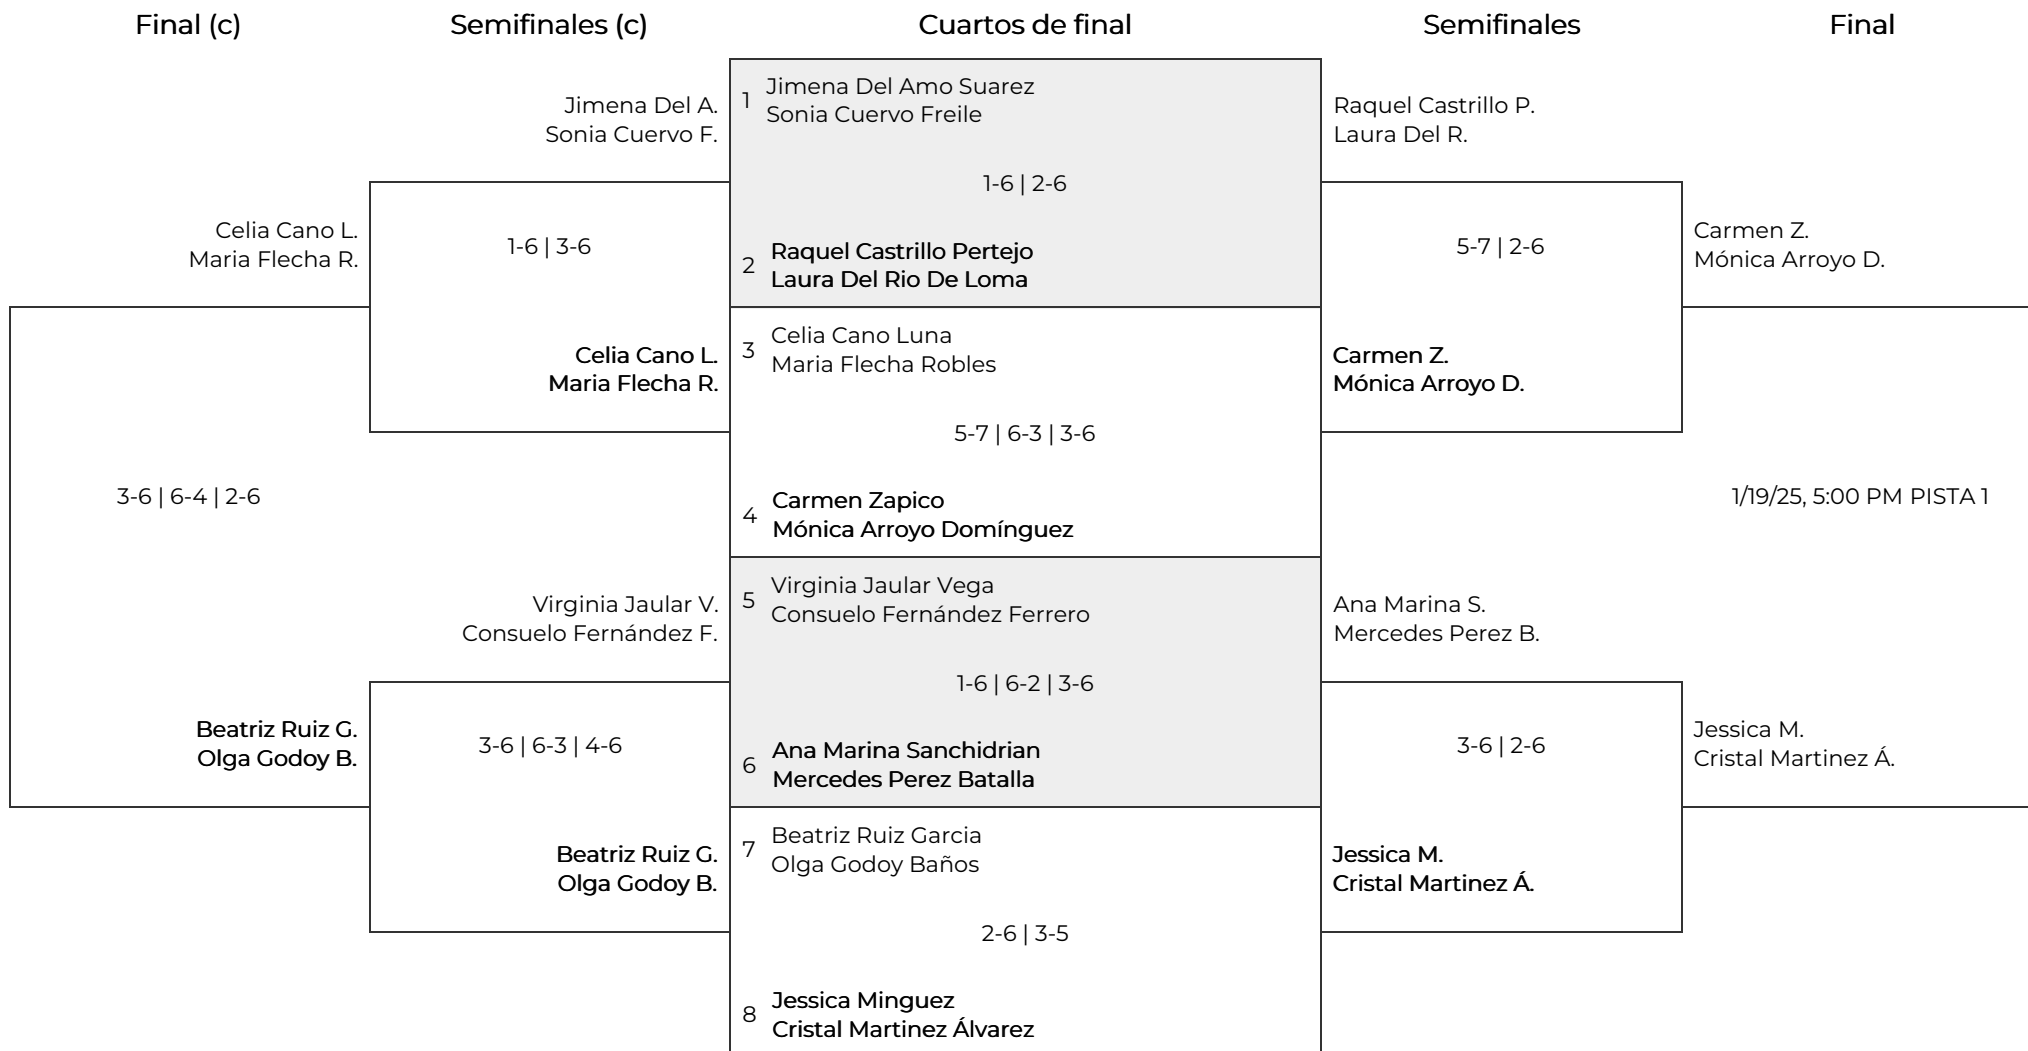 Final (c)
Semifinales (c)
Cuartos de final
Semifinales
Final
Celia Cano L.
Maria Flecha R.
3-6 | 6-4 | 2-6
Beatriz Ruiz G.
Olga Godoy B.
Jimena Del A.
Sonia Cuervo F.
1-6 | 3-6
Celia Cano L.
Maria Flecha R.
Virginia Jaular V.
Consuelo Fernández F.
3-6 | 6-3 | 4-6
Beatriz Ruiz G.
Olga Godoy B.
1
Jimena Del Amo Suarez
Sonia Cuervo Freile
1-6 | 2-6
2
Raquel Castrillo Pertejo
Laura Del Rio De Loma
3
Celia Cano Luna
Maria Flecha Robles
5-7 | 6-3 | 3-6
4
Carmen Zapico
Mónica Arroyo Domínguez
5
Virginia Jaular Vega
Consuelo Fernández Ferrero
1-6 | 6-2 | 3-6
6
Ana Marina Sanchidrian
Mercedes Perez Batalla
7
Beatriz Ruiz Garcia
Olga Godoy Baños
2-6 | 3-5
8
Jessica Minguez
Cristal Martinez Álvarez
Raquel Castrillo P.
Laura Del R.
5-7 | 2-6
Carmen Z.
Mónica Arroyo D.
Ana Marina S.
Mercedes Perez B.
3-6 | 2-6
Jessica M.
Cristal Martinez Á.
Carmen Z.
Mónica Arroyo D.
1/19/25, 5:00 PM PISTA 1
Jessica M.
Cristal Martinez Á.